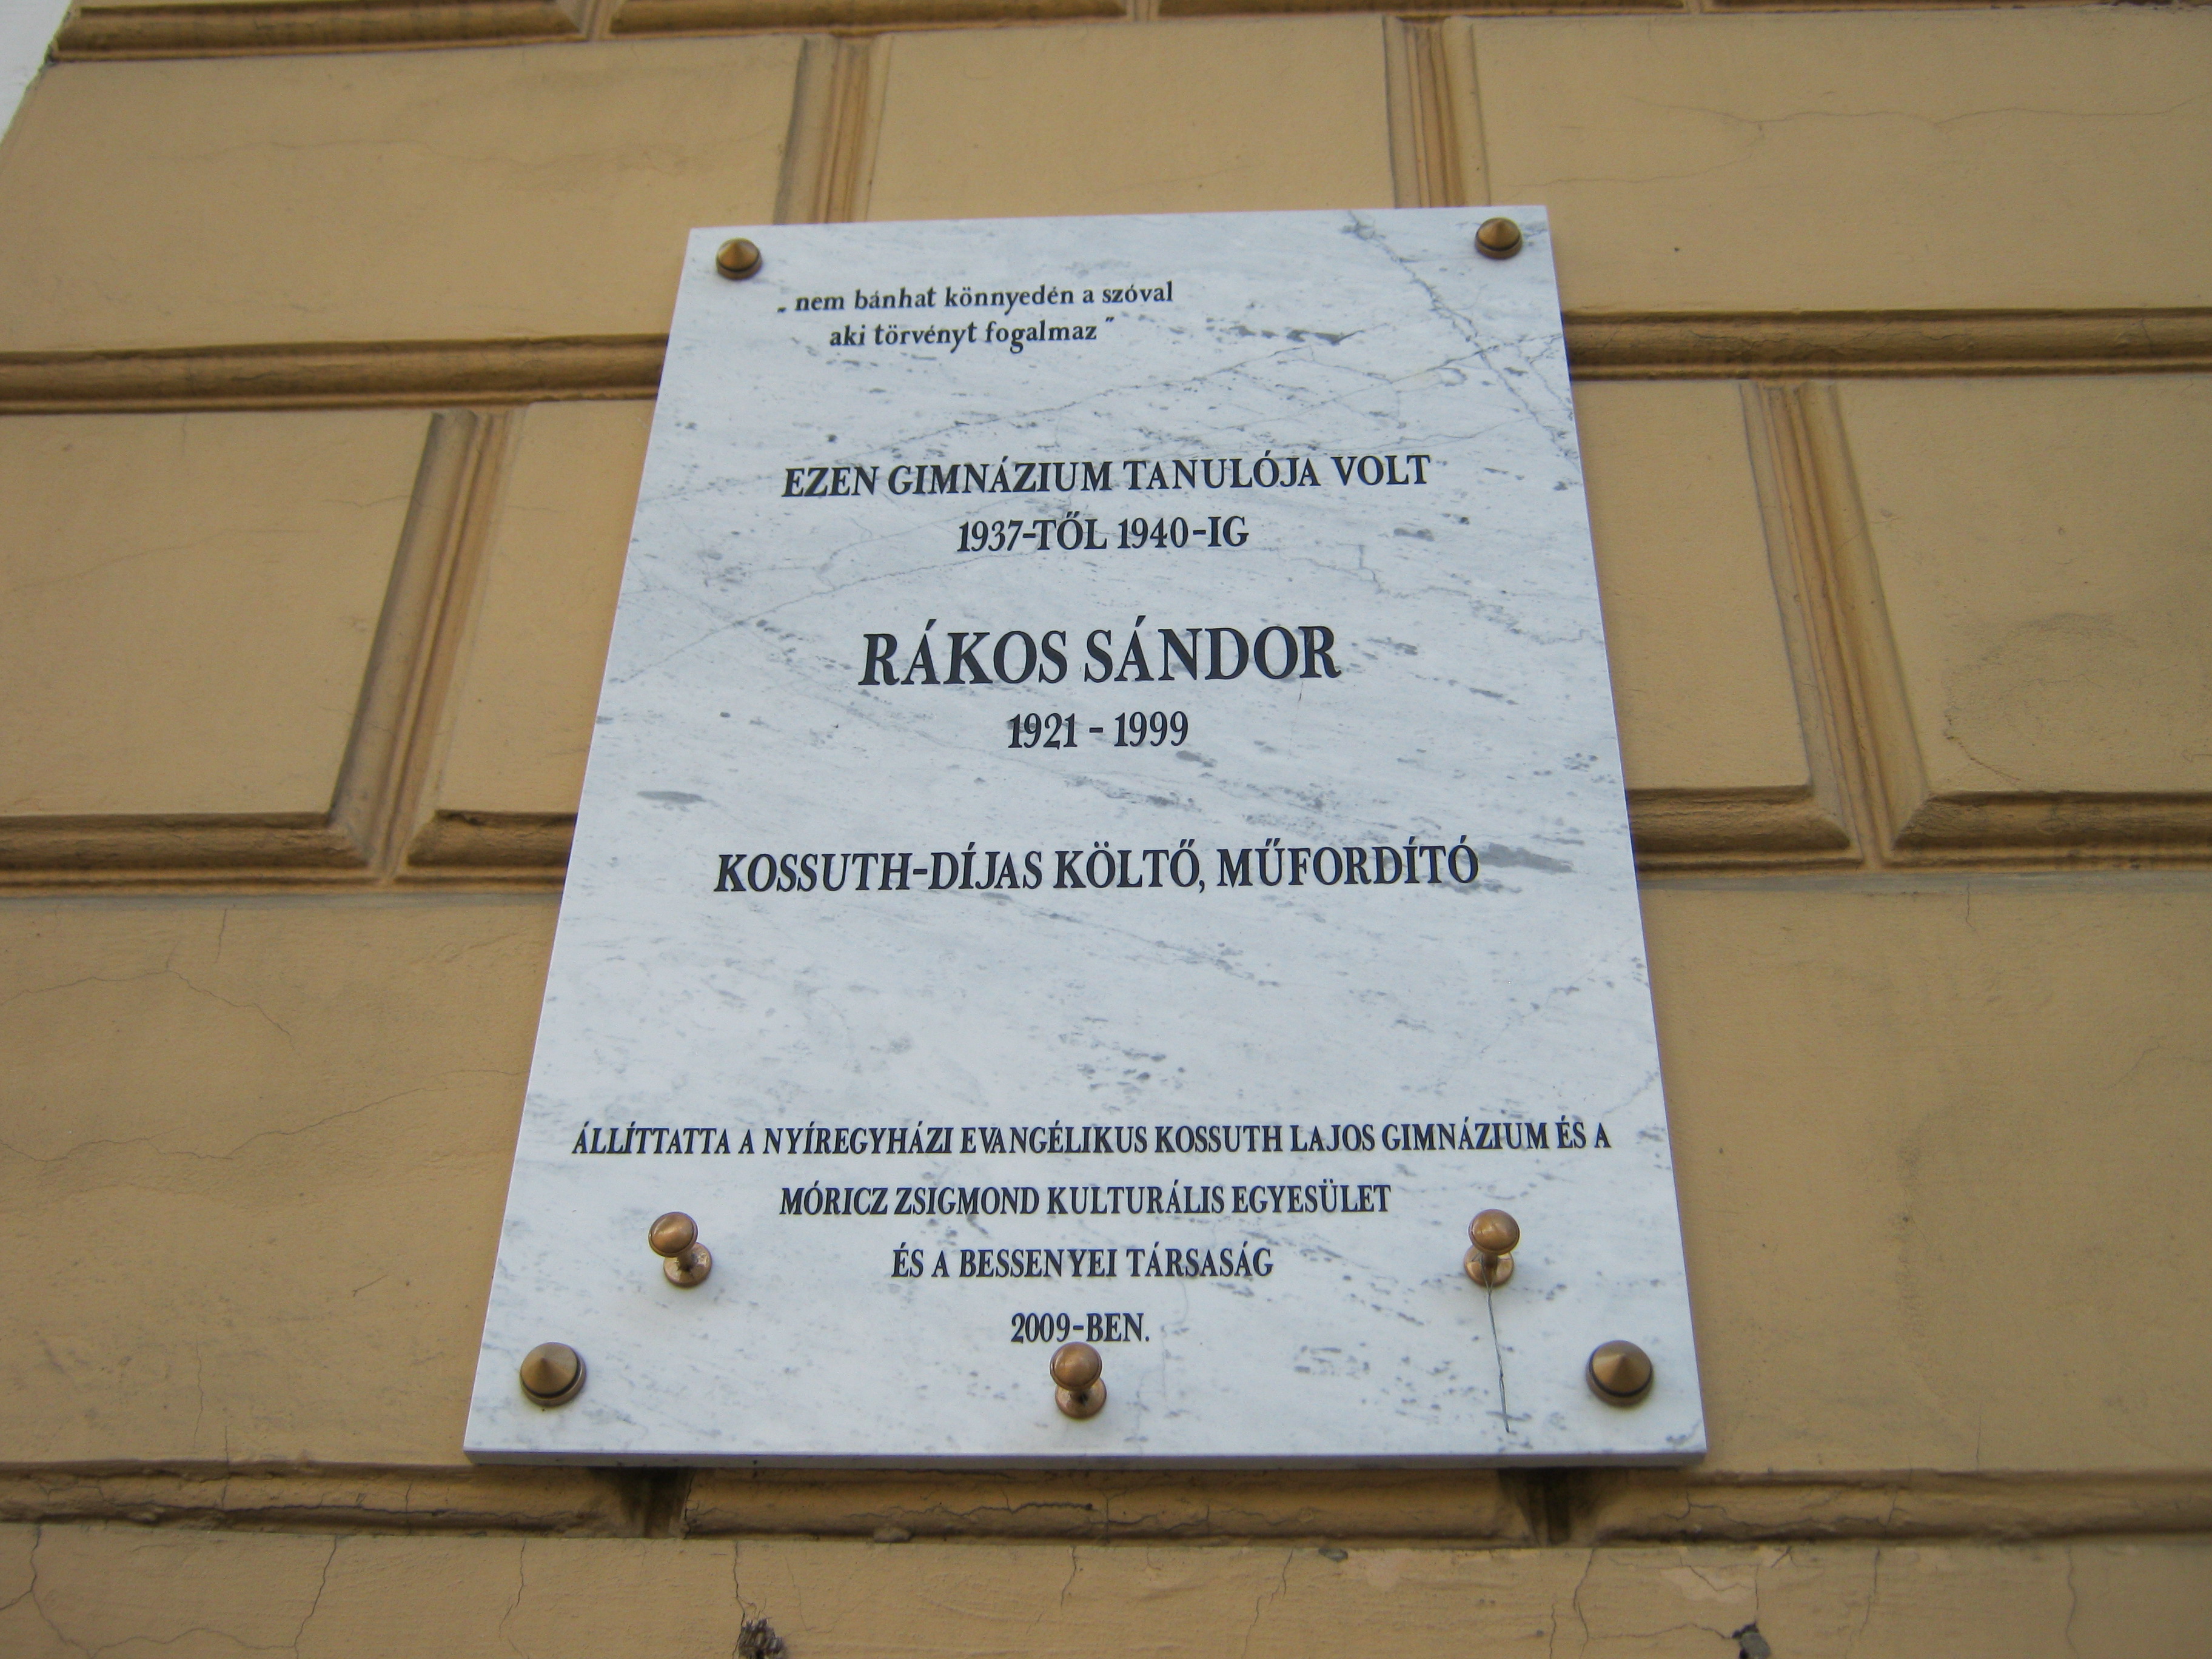 „ nem bánhat könnyedén a szóval
aki törvényt fogalmaz ”
EZEN GIMNÁZIUM TANULÓJA VOLT
1937-TŐL 1940-IG
RÁKOS SÁNDOR
1921 - 1999
KOSSUTH-DÍJAS KÖLTŐ, MŰFORDÍTÓ
ÁLLÍTTATTA A NYÍREGYHÁZI EVANGÉLIKUS KOSSUTH LAJOS GIMNÁZIUM ÉS A
MÓRICZ ZSIGMOND KULTURÁLIS EGYESÜLET
ÉS A BESSENYEI TÁRSASÁG
2009-BEN.